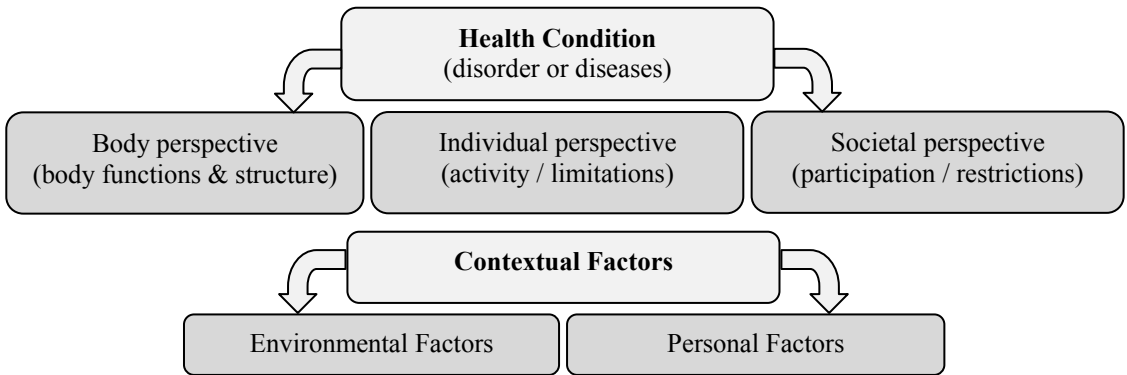 Health Condition
(disorder or diseases)
Body perspective
(body functions & structure)
Individual perspective
(activity / limitations)
Societal perspective
(participation / restrictions)
Contextual Factors
Environmental Factors
Personal Factors